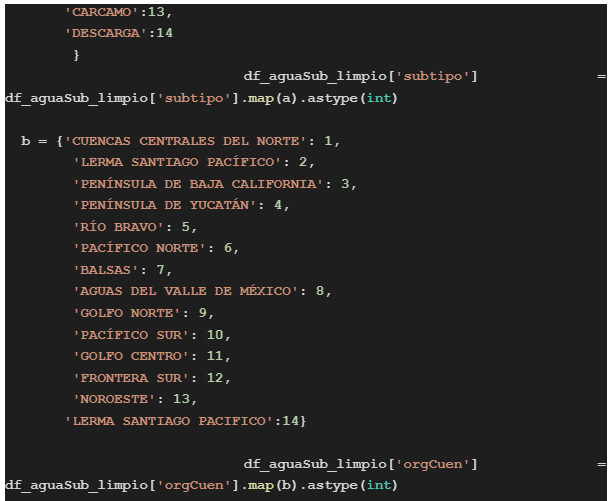 'CARCAMO':13,
'DESCARGA':14
}
df_aguaSub_limpio['subtipo'] =
df_aguaSub_limpio['subtipo'].map(a).astype(int)
b = {'CUENCAS CENTRALES DEL NORTE': 1,
'LERMA SANTIAGO PACÍFICO': 2,
'PENÍNSULA DE BAJA CALIFORNIA': 3,
'PENÍNSULA DE YUCATÁN': 4,
'RÍO BRAVO': 5,
'PACÍFICO NORTE': 6,
'BALSAS': 7,
'AGUAS DEL VALLE DE MÉXICO': 8,
'GOLFO NORTE': 9,
'PACÍFICO SUR': 10,
'GOLFO CENTRO': 11,
'FRONTERA SUR': 12,
'NOROESTE': 13,
'LERMA SANTIAGO PACIFICO':14}
df_aguaSub_limpio['orgCuen'] =
df_aguaSub_limpio['orgCuen'].map(b).astype(int)